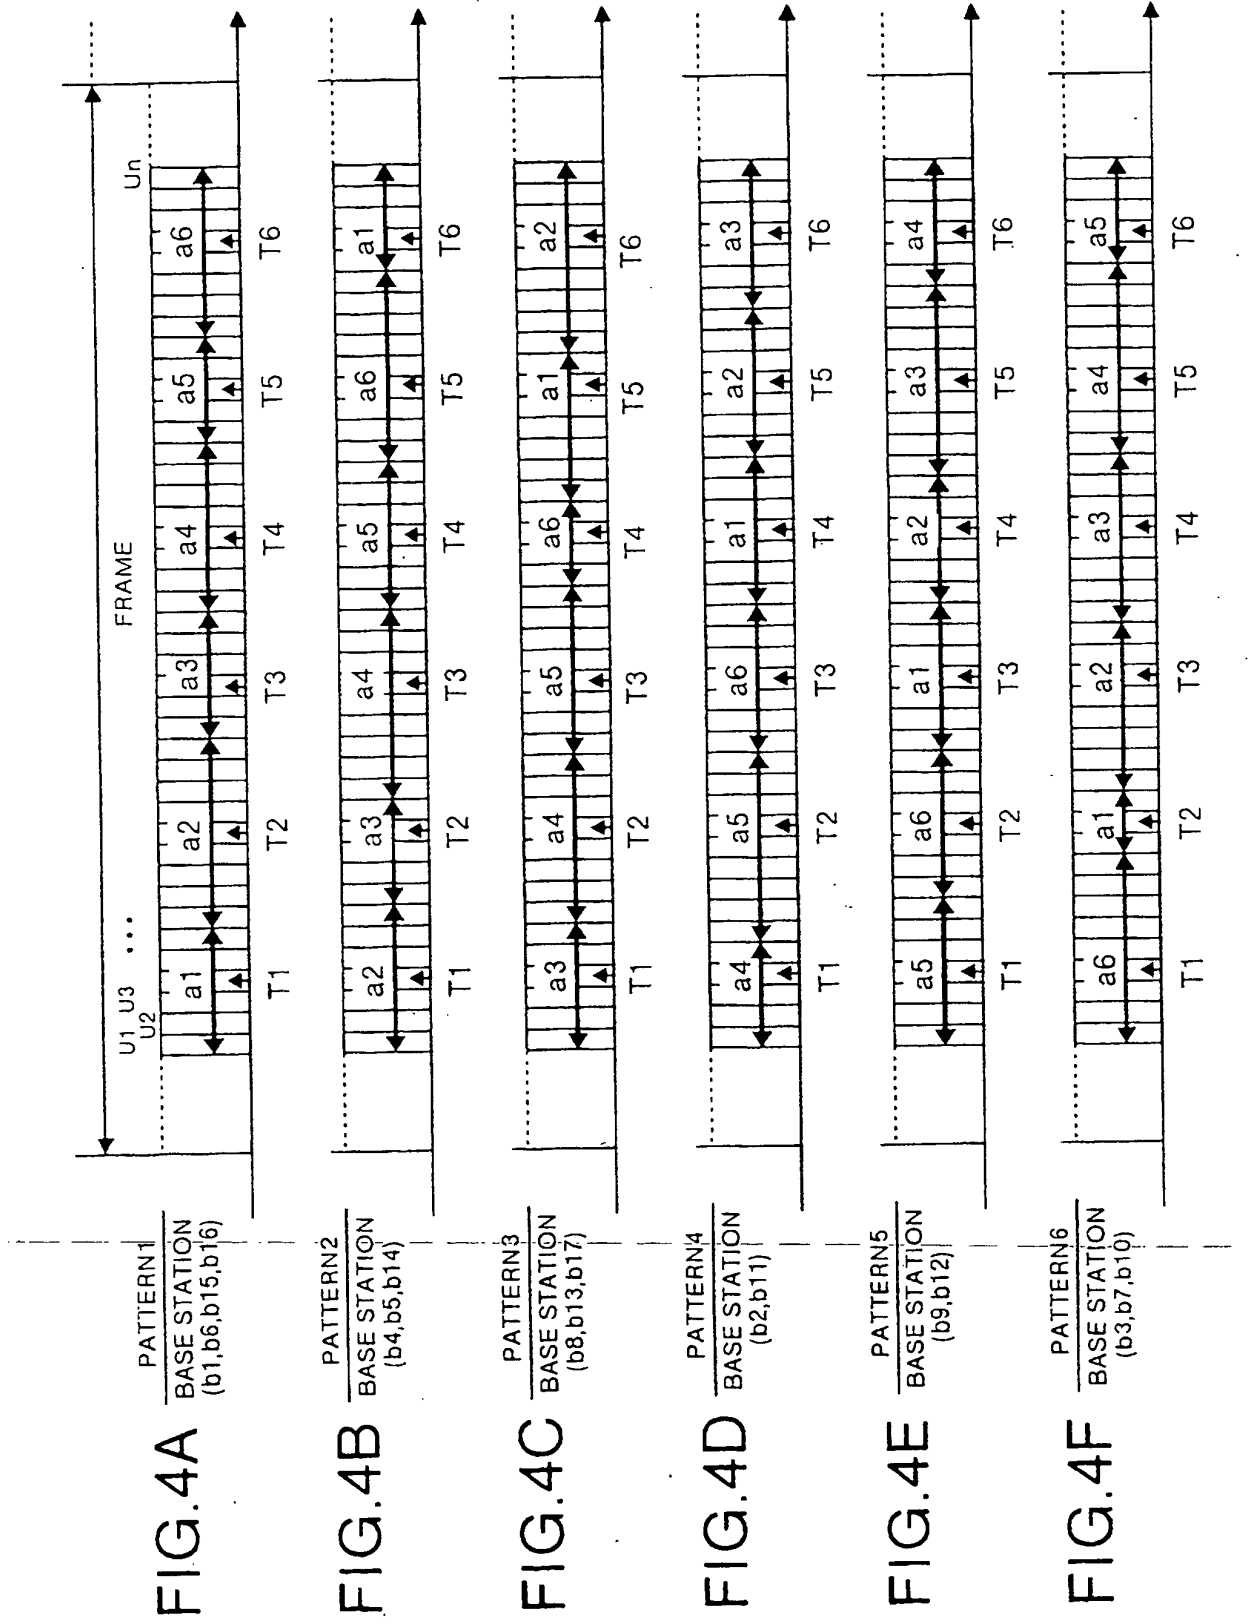 FIG.4A
PATTERN1
BASE STATION
(b1,b6,b15,b16)
FRAME
U1 U3 ... Un
U2
a1 a2 a3 a4 a5 a6
T1 T2 T3 T4 T5 T6
FIG.4B
PATTERN2
BASE STATION
(b4,b5,b14)
a2 a3 a4 a5 a6 a1
T1 T2 T3 T4 T5 T6
FIG.4C
PATTERN3
BASE STATION
(b8,b13,b17)
a3 a4 a5 a6 a1 a2
T1 T2 T3 T4 T5 T6
FIG.4D
PATTERN4
BASE STATION
(b2,b11)
a4 a5 a6 a1 a2 a3
T1 T2 T3 T4 T5 T6
FIG.4E
PATTERN5
BASE STATION
(b9,b12)
a5 a6 a1 a2 a3 a4
T1 T2 T3 T4 T5 T6
FIG.4F
PATTERN6
BASE STATION
(b3,b7,b10)
a6 a1 a2 a3 a4 a5
T1 T2 T3 T4 T5 T6